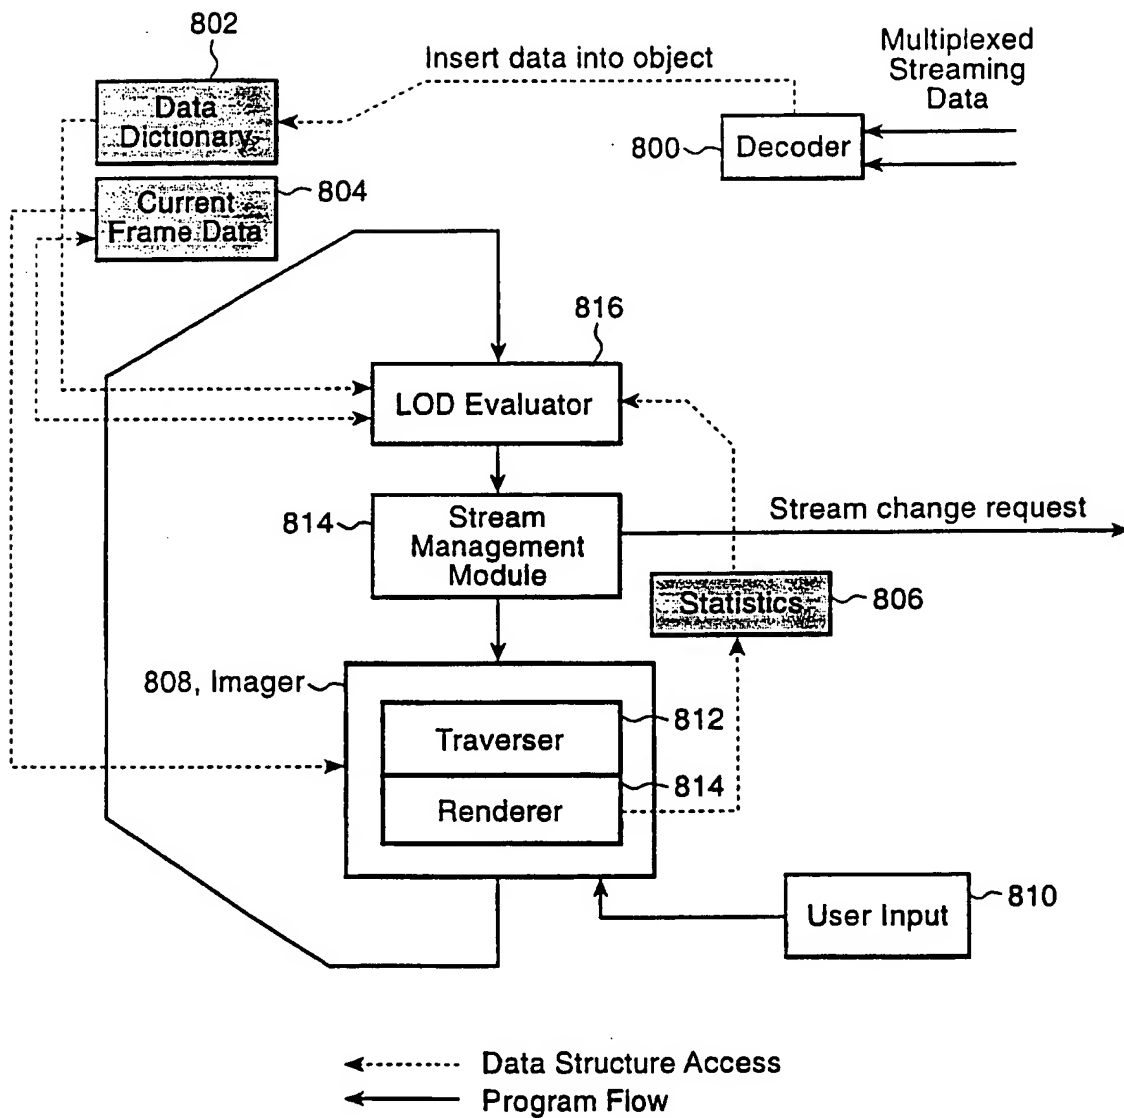 802
Insert data into object
Multiplexed
Streaming
Data
Data
Dictionary
800
Decoder
Current
Frame Data
804
816
LOD Evaluator
814
Stream
Management
Module
Stream change request
Statistics
806
808, Imager
Traverser
812
Renderer
814
User Input
810
Data Structure Access
Program Flow